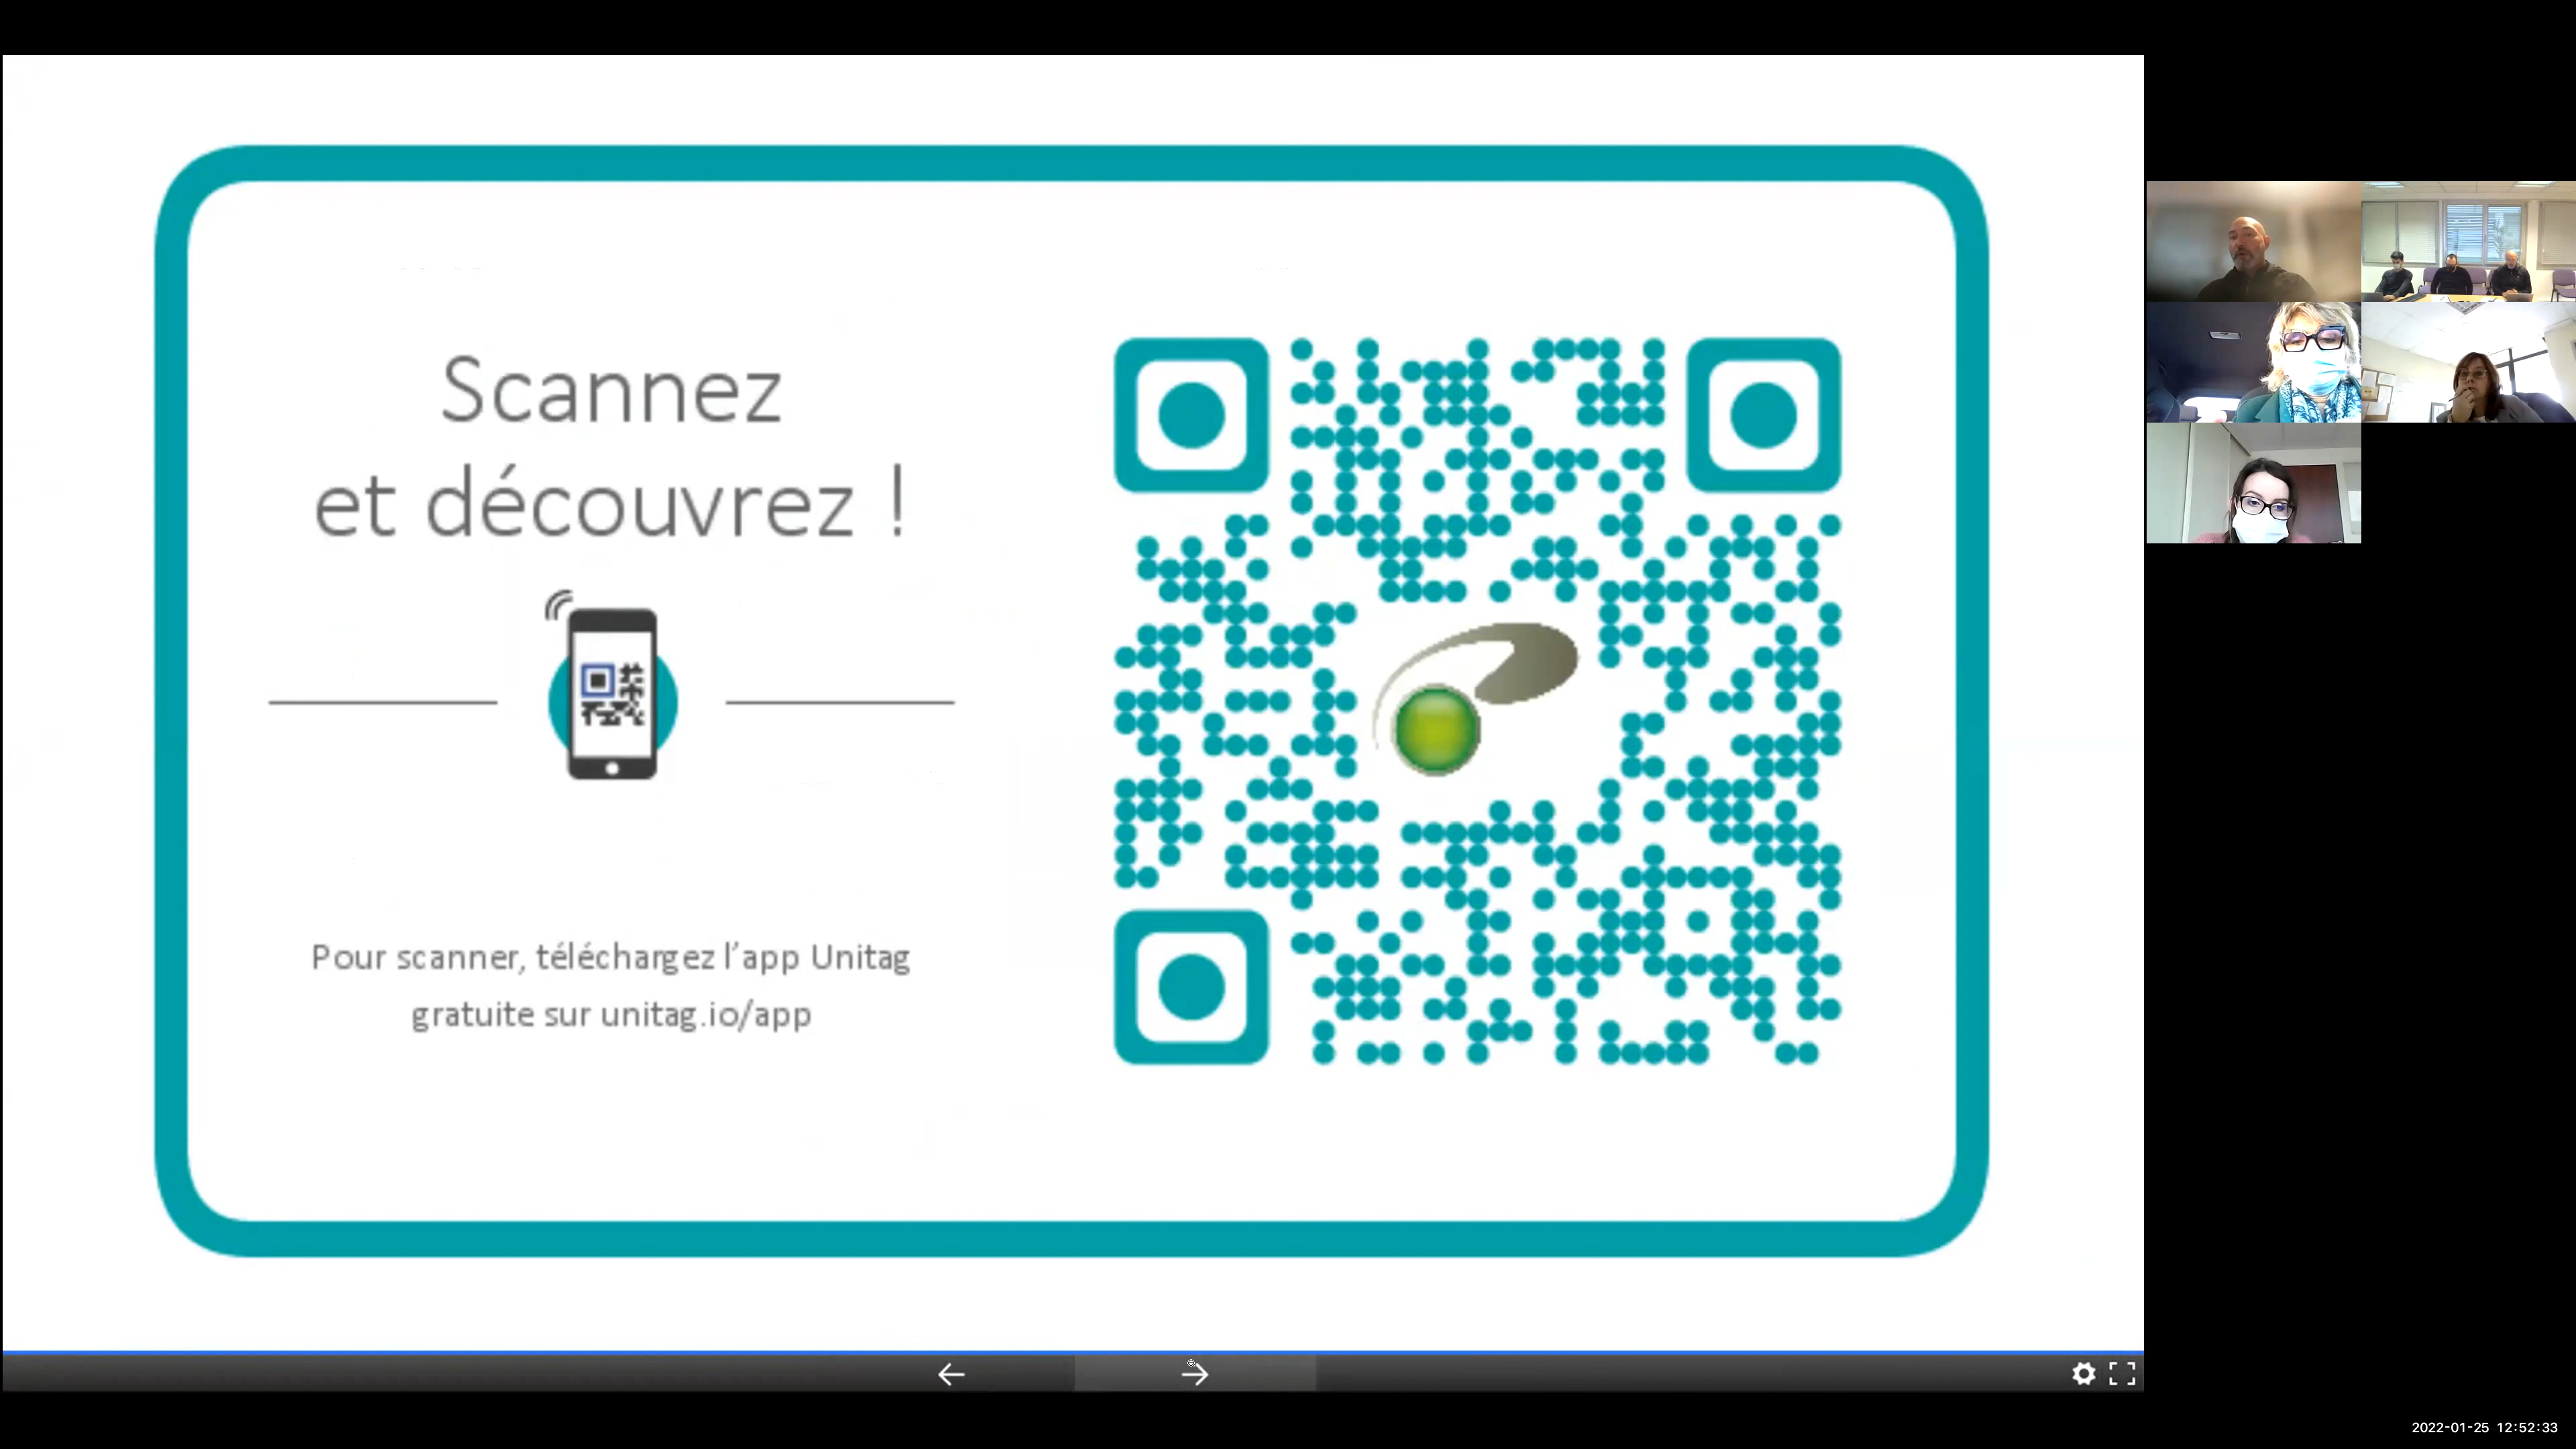 Scannez
et découvrez !
Pour scanner, téléchargez l’app Unitag
gratuite sur unitag.io/app
2022-01-25 12:52:33